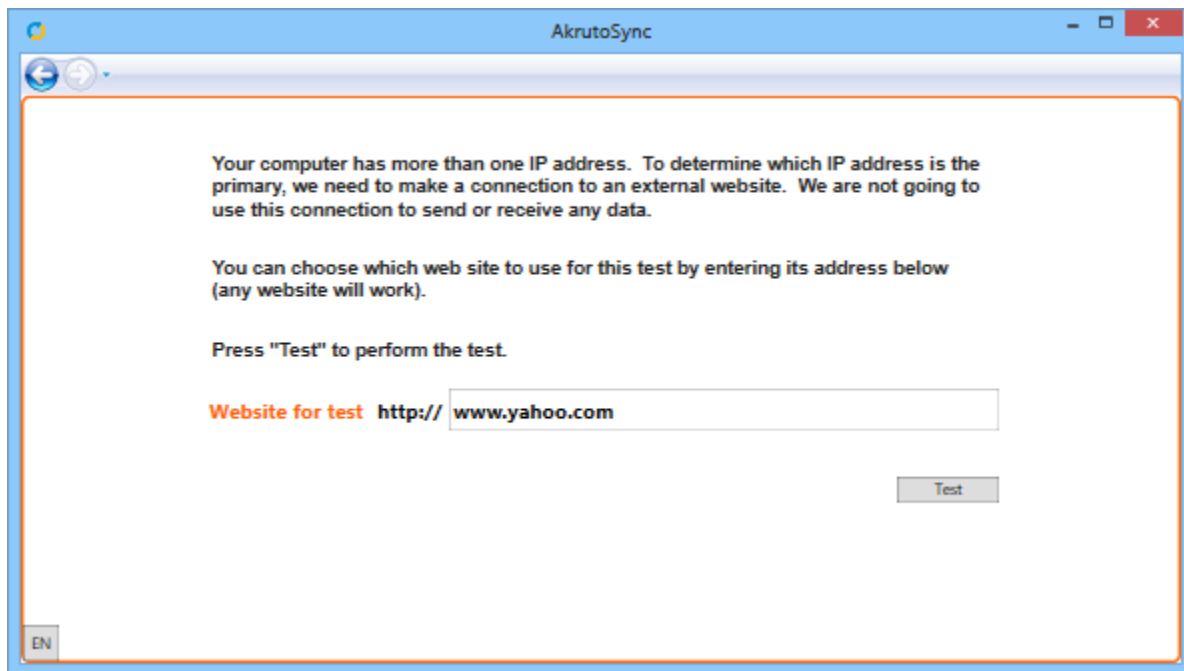 AkrutoSync
Your computer has more than one IP address.  To determine which IP address is the
primary, we need to make a connection to an external website.  We are not going to
use this connection to send or receive any data.
You can choose which web site to use for this test by entering its address below
(any website will work).
Press "Test" to perform the test.
Website for test http:// www.yahoo.com
Test
EN